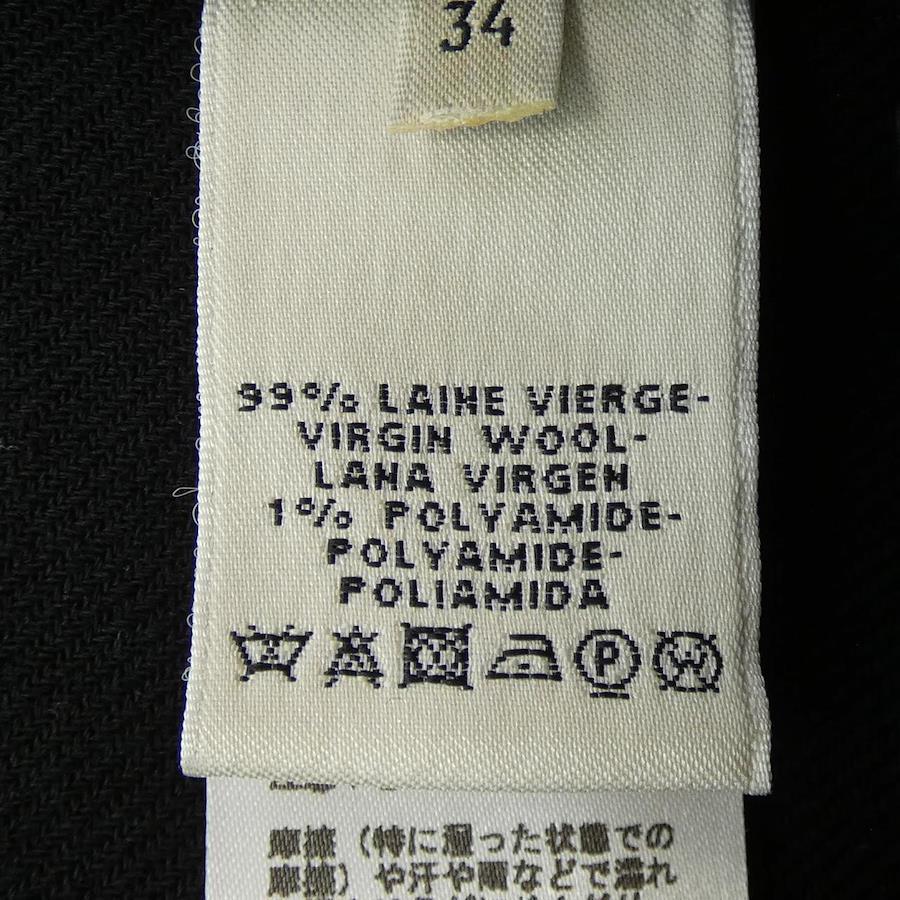 34
99% LAINE VIERGE-
VIRGIN WOOL-
LANA VIRGEN
1% POLYAMIDE-
POLYAMIDE-
POLIAMIDA
P W
摩擦（特に湿った状態での
摩擦）や汗や雨などで濡れ